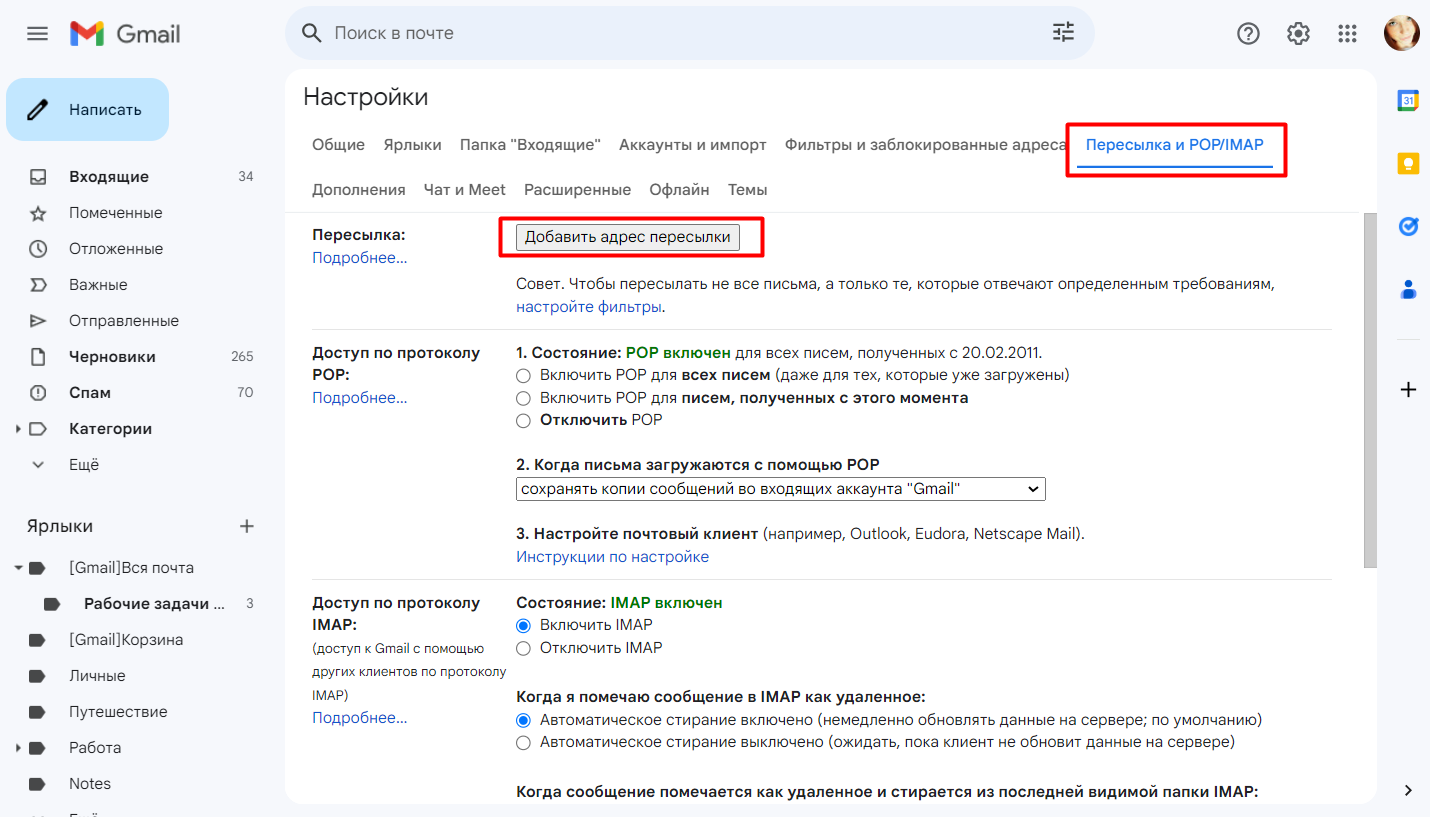 Gmail
Поиск в почте
Написать
Входящие 34
Помеченные
Отложенные
Важные
Отправленные
Черновики 265
Спам 70
Категории
Ещё
Ярлыки
[Gmail]Вся почта
Рабочие задачи ... 3
[Gmail]Корзина
Личные
Путешествие
Работа
Notes
Настройки
Общие Ярлыки Папка "Входящие" Аккаунты и импорт Фильтры и заблокированные адреса Пересылка и POP/IMAP
Дополнения Чат и Meet Расширенные Офлайн Темы
Пересылка:
Подробнее...
Добавить адрес пересылки
Совет. Чтобы пересылать не все письма, а только те, которые отвечают определенным требованиям,
настройте фильтры.
Доступ по протоколу
POP:
Подробнее...
1. Состояние: POP включен для всех писем, полученных с 20.02.2011.
Включить POP для всех писем (даже для тех, которые уже загружены)
Включить POP для писем, полученных с этого момента
Отключить POP
2. Когда письма загружаются с помощью POP
сохранять копии сообщений во входящих аккаунта "Gmail"
3. Настройте почтовый клиент (например, Outlook, Eudora, Netscape Mail).
Инструкции по настройке
Доступ по протоколу
IMAP:
(доступ к Gmail с помощью
других клиентов по протоколу
IMAP)
Подробнее...
Состояние: IMAP включен
Включить IMAP
Отключить IMAP
Когда я помечаю сообщение в IMAP как удаленное:
Автоматическое стирание включено (немедленно обновлять данные на сервере; по умолчанию)
Автоматическое стирание выключено (ожидать, пока клиент не обновит данные на сервере)
Когда сообщение помечается как удаленное и стирается из последней видимой папки IMAP:
31